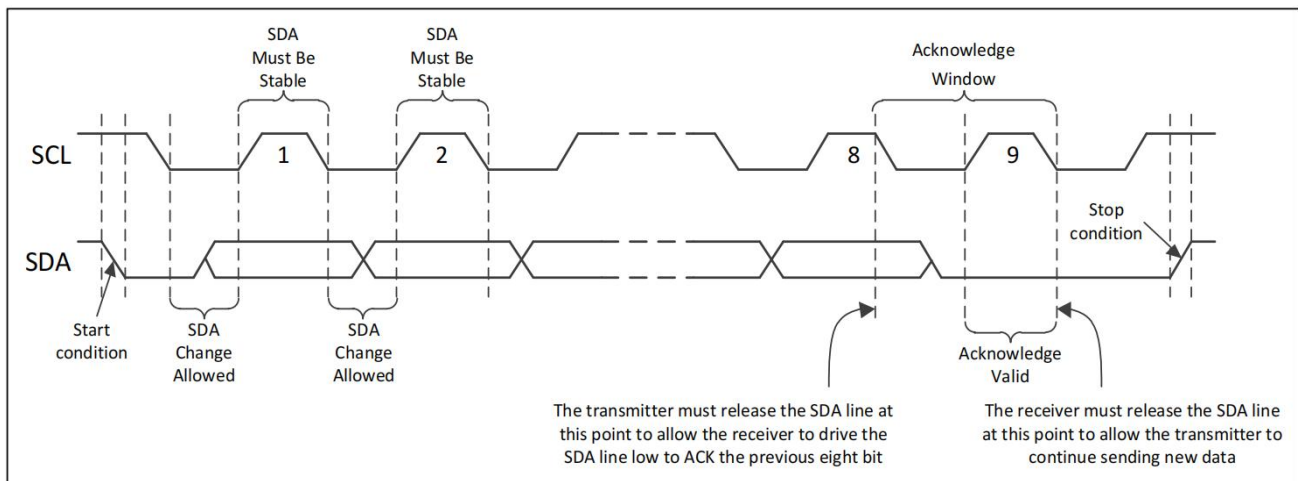 SDA
Must Be
Stable
SDA
Must Be
Stable
Acknowledge
Window
SCL
1
2
8
9
SDA
Stop
condition
Start
condition
SDA
Change
Allowed
SDA
Change
Allowed
Acknowledge
Valid
The transmitter must release the SDA line at
this point to allow the receiver to drive the
SDA line low to ACK the previous eight bit
The receiver must release the SDA line
at this point to allow the transmitter to
continue sending new data